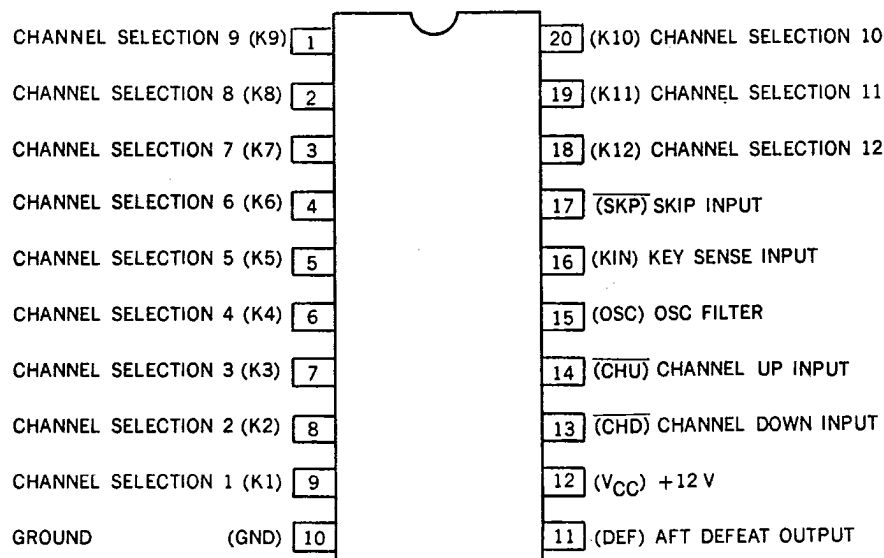 CHANNEL SELECTION 9 (K9) 1 20 (K10) CHANNEL SELECTION 10
CHANNEL SELECTION 8 (K8) 2 19 (K11) CHANNEL SELECTION 11
CHANNEL SELECTION 7 (K7) 3 18 (K12) CHANNEL SELECTION 12
CHANNEL SELECTION 6 (K6) 4 17 (SKP) SKIP INPUT
CHANNEL SELECTION 5 (K5) 5 16 (KIN) KEY SENSE INPUT
CHANNEL SELECTION 4 (K4) 6 15 (OSC) OSC FILTER
CHANNEL SELECTION 3 (K3) 7 14 (CHU) CHANNEL UP INPUT
CHANNEL SELECTION 2 (K2) 8 13 (CHD) CHANNEL DOWN INPUT
CHANNEL SELECTION 1 (K1) 9 12 (VCC) +12 V
GROUND (GND) 10 11 (DEF) AFT DEFEAT OUTPUT